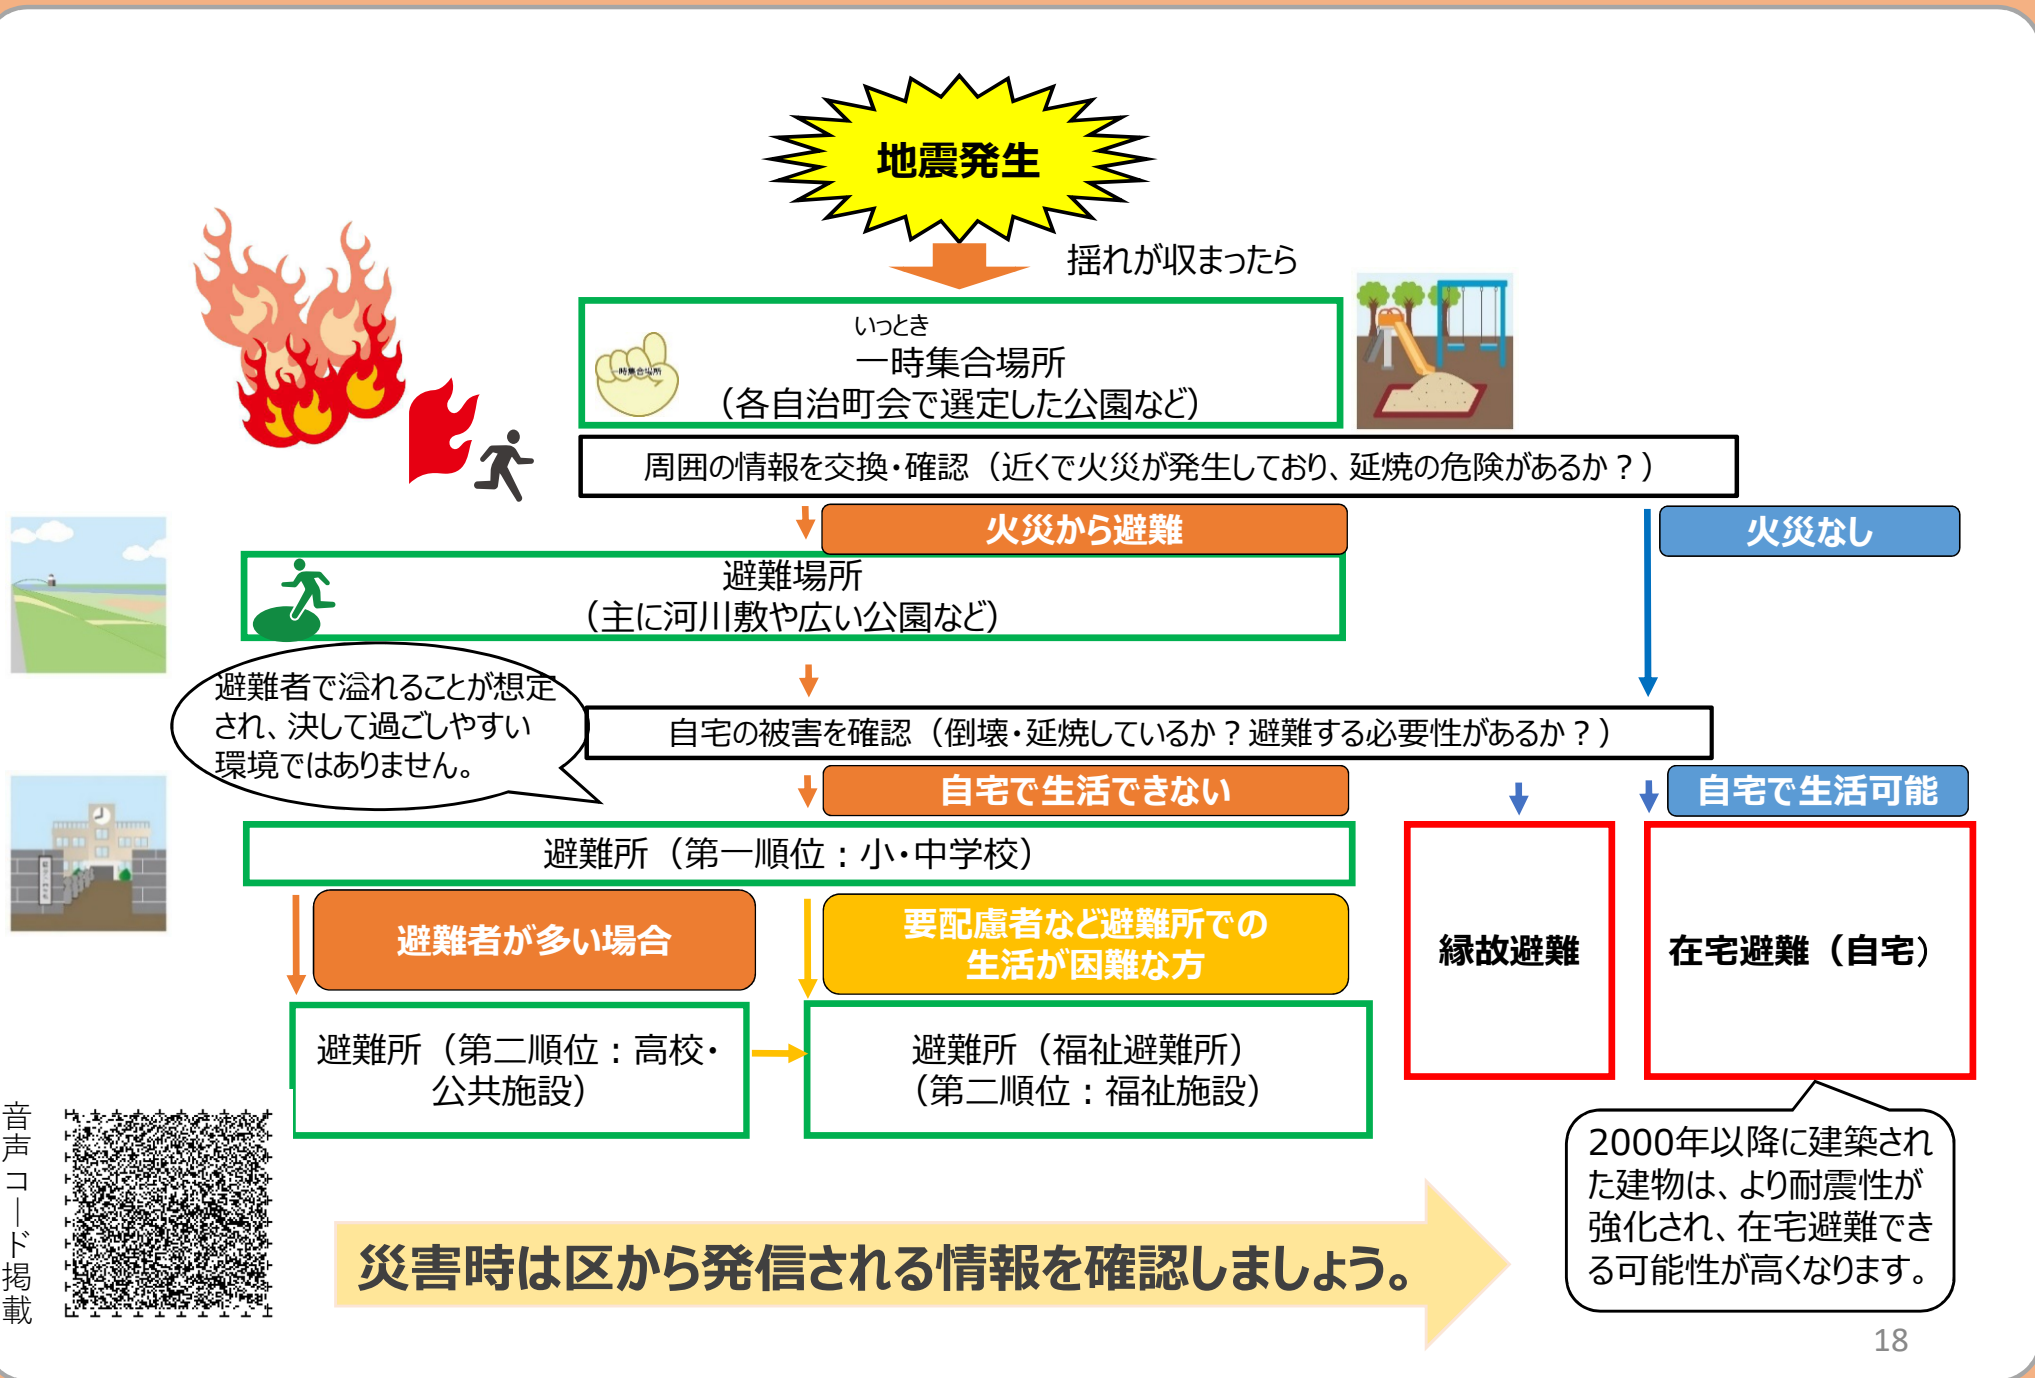 地震発生
揺れが収まったら
いっとき
一時集合場所
（各自治町会で選定した公園など）
一時集合場所
周囲の情報を交換・確認（近くで火災が発生しており、延焼の危険があるか？）
火災から避難
火災なし
避難場所
（主に河川敷や広い公園など）
避難者で溢れることが想定
され、決して過ごしやすい
環境ではありません。
自宅の被害を確認（倒壊・延焼しているか？避難する必要性があるか？）
自宅で生活できない
自宅で生活可能
避難所（第一順位：小・中学校）
避難者が多い場合
要配慮者など避難所での
生活が困難な方
縁故避難
在宅避難（自宅）
避難所（第二順位：高校・
公共施設）
避難所（福祉避難所）
（第二順位：福祉施設）
2000年以降に建築され
た建物は、より耐震性が
強化され、在宅避難でき
る可能性が高くなります。
音声コード掲載
災害時は区から発信される情報を確認しましょう。
18